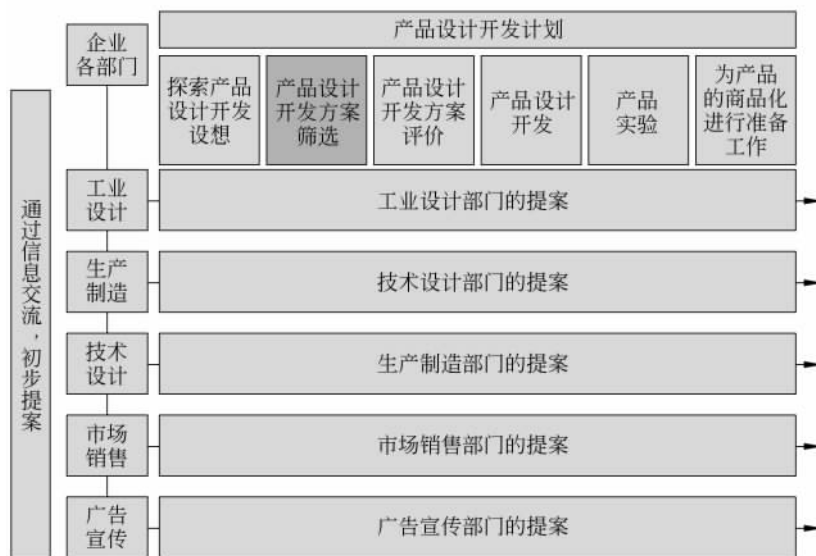 企业
各部门
产品设计开发计划
探索产品
设计开发
设想
产品设计
开发方案
筛选
产品设计
开发方案
评价
产品设计
开发
产品
实验
为产品
的商品化
进行准备
工作
通过信息交流，初步提案
工业
设计
工业设计部门的提案
生产
制造
技术设计部门的提案
技术
设计
生产制造部门的提案
市场
销售
市场销售部门的提案
广告
宣传
广告宣传部门的提案